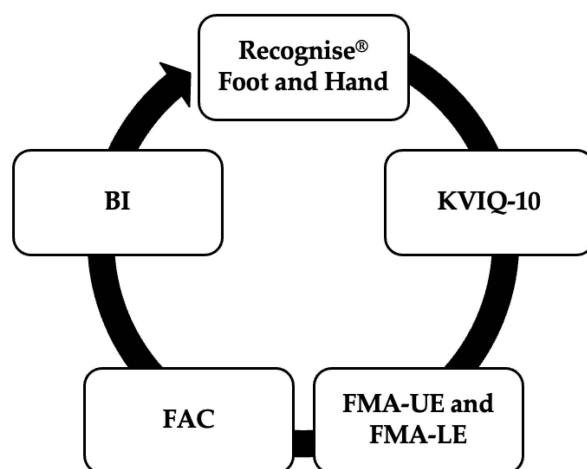 Recognise®
Foot and Hand
KVIQ-10
FMA-UE and
FMA-LE
FAC
BI